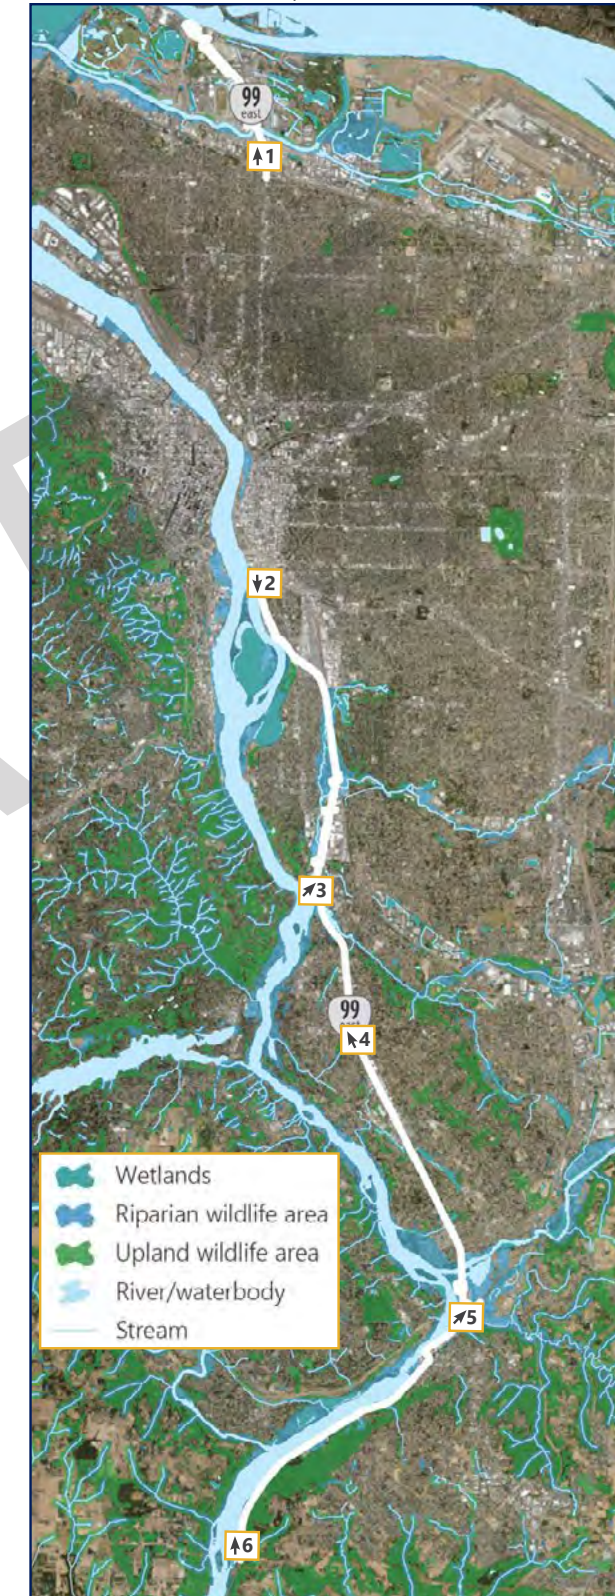 99
east
1
2
3
99
4
Wetlands
Riparian wildlife area
Upland wildlife area
River/waterbody
Stream
5
6